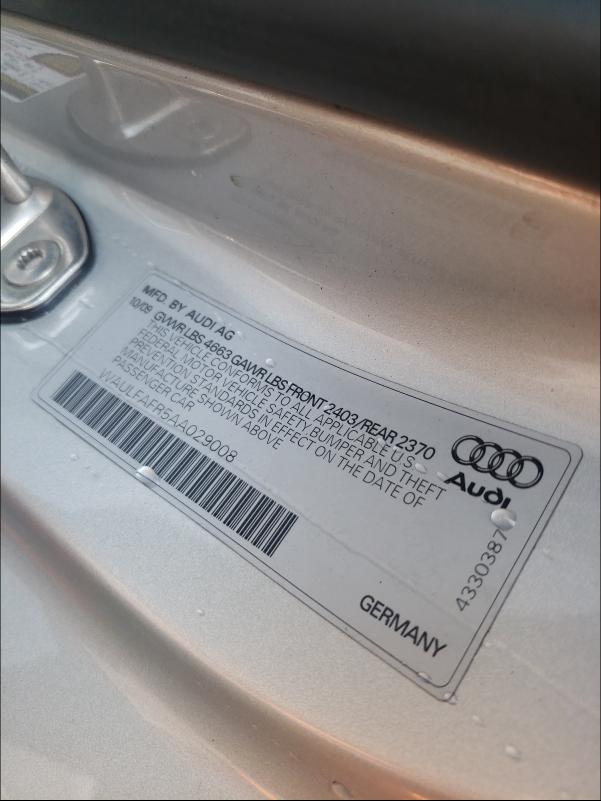 MFD. BY AUDI AG
10/09 GVWR LBS 4663 GAWR LBS FRONT 2403/REAR 2370
THIS VEHICLE CONFORMS TO ALL APPLICABLE U.S.
FEDERAL MOTOR VEHICLE SAFETY, BUMPER AND THEFT
PREVENTION STANDARDS IN EFFECT ON THE DATE OF
MANUFACTURE SHOWN ABOVE
PASSENGER CAR
WAULFAFR5AA029008
Audi
4330387
GERMANY